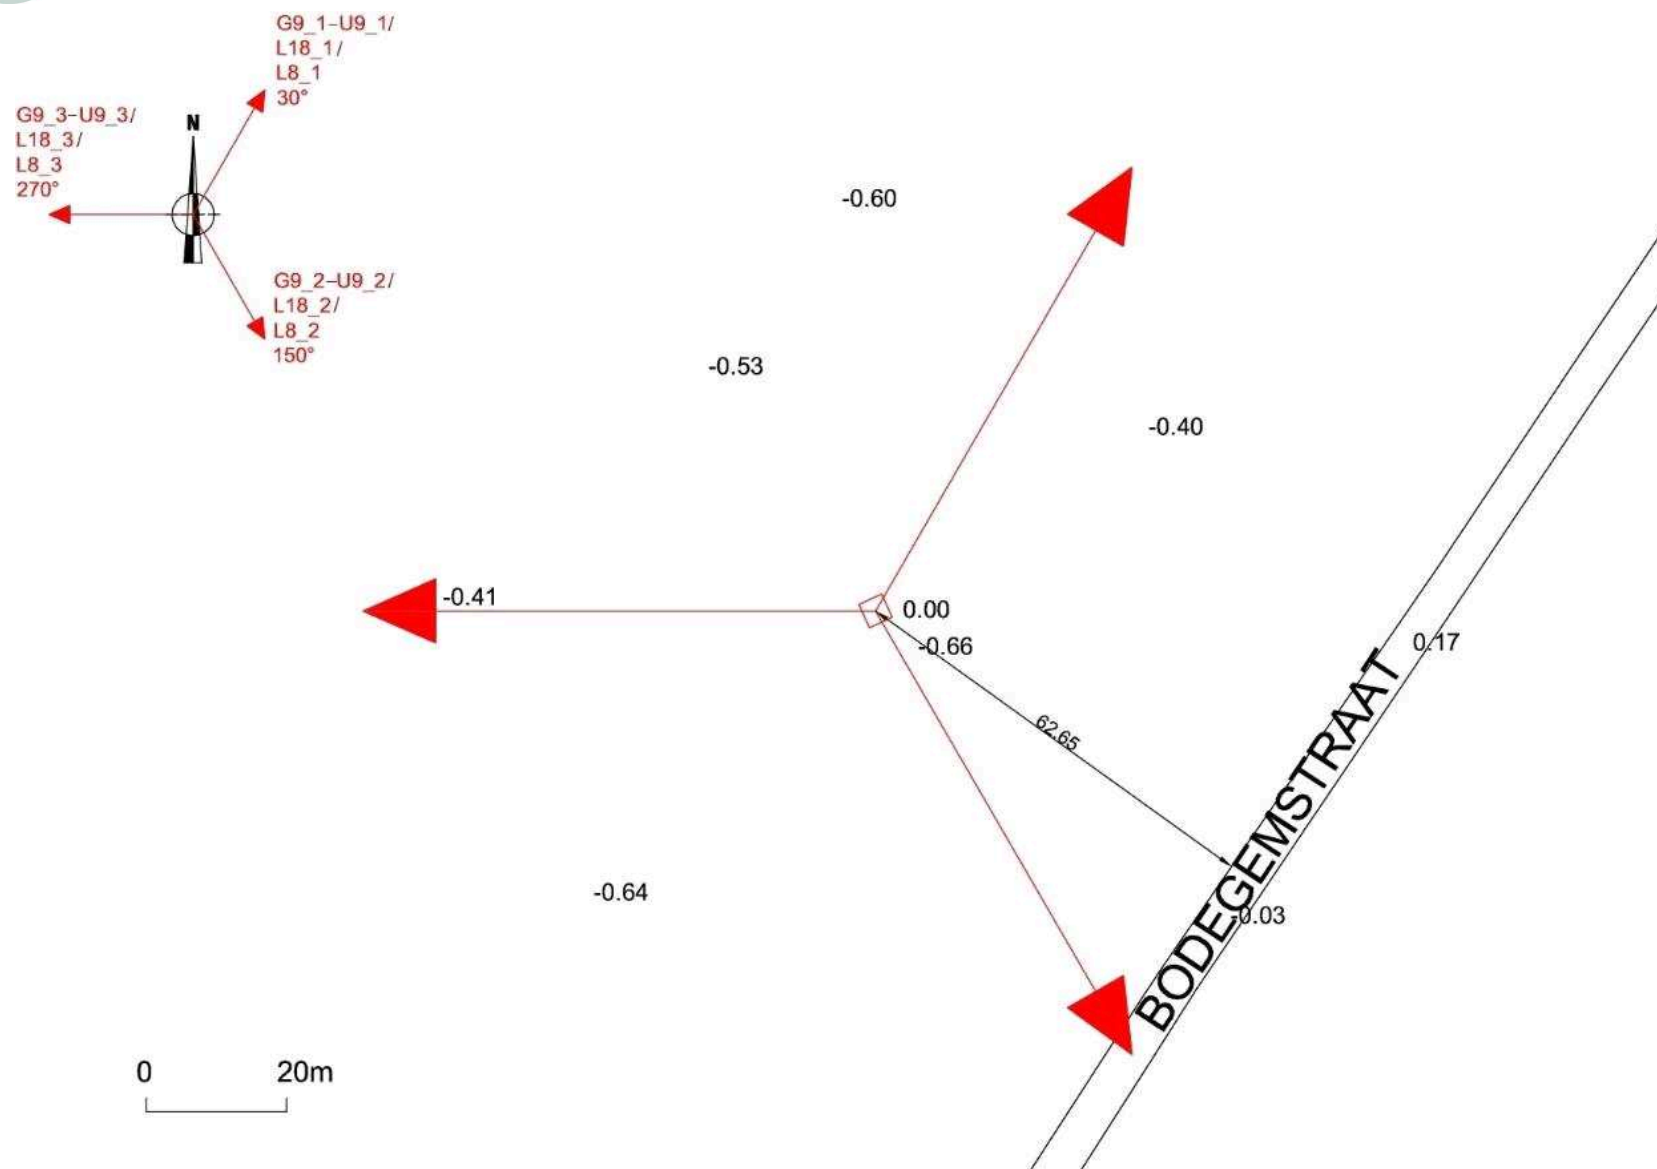 G9_1–U9_1/
L18_1/
L8_1
30°
G9_3–U9_3/
L18_3/
L8_3
270°
N
G9_2–U9_2/
L18_2/
L8_2
150°
-0.60
-0.53
-0.40
-0.41
0.00
-0.66
0.17
62.65
BODEGEMSTRAAT
-0.64
-0.03
0
20m